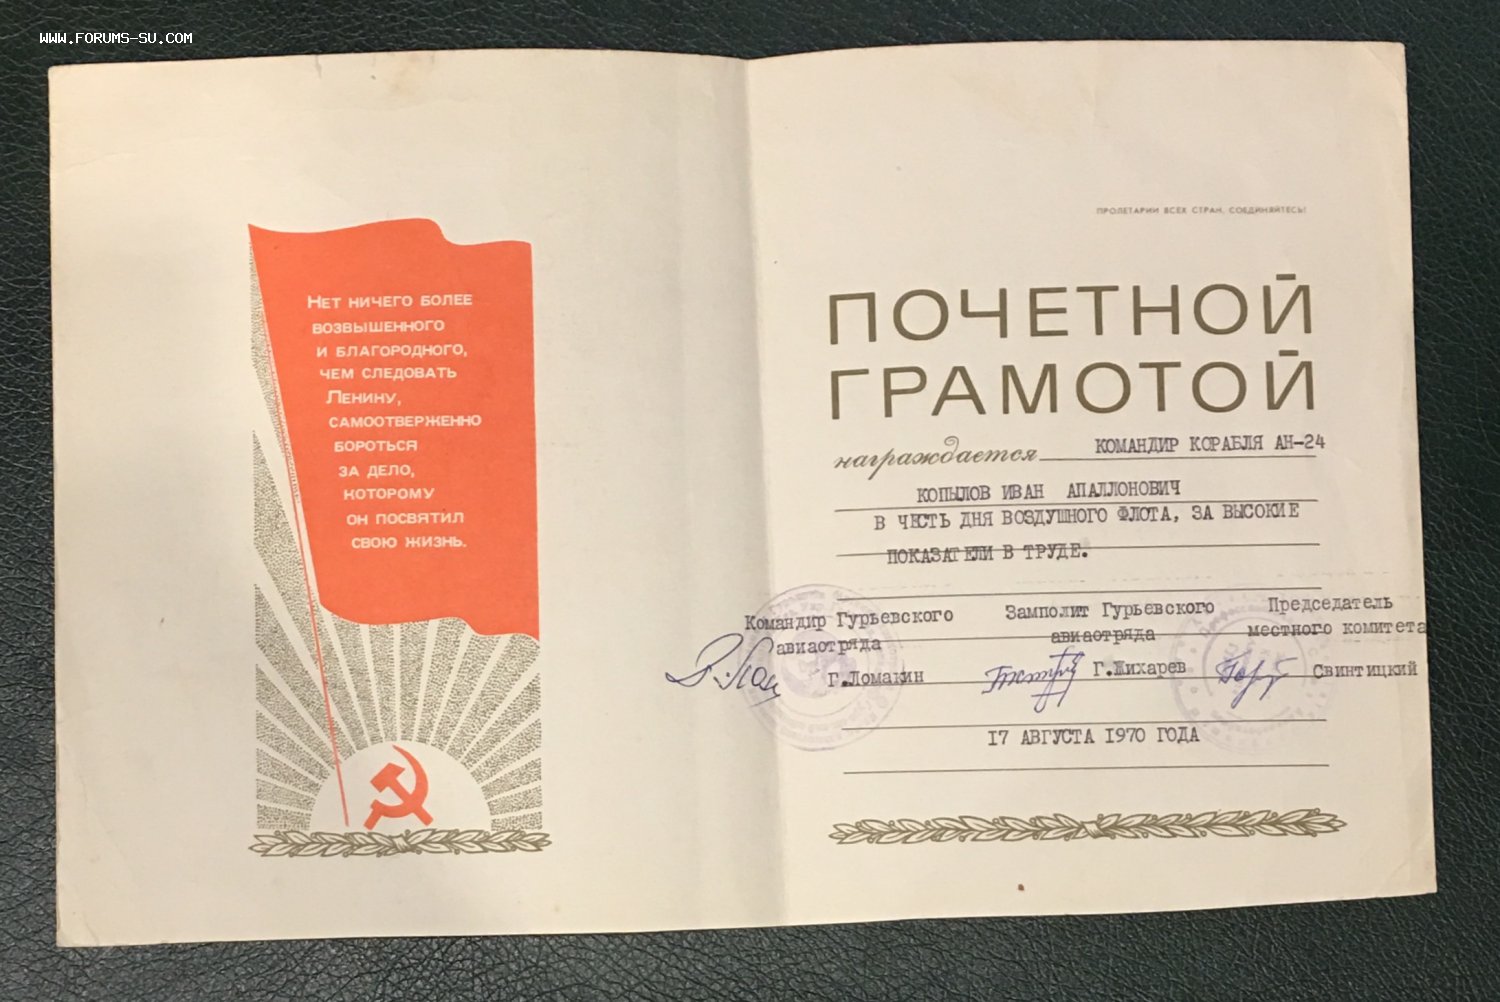 WWW.FORUMS-SU.COM
Нет ничего более
возвышенного
и благородного,
чем следовать
Ленину,
самоотверженно
бороться
за дело,
которому
он посвятил
свою жизнь.
ПРОЛЕТАРИИ ВСЕХ СТРАН, СОЕДИНЯЙТЕСЬ!
ПОЧЕТНОЙ
ГРАМОТОЙ
награждается КОМАНДИР КОРАБЛЯ АН-24
КОПЫЛОВ ИВАН АПАЛЛОНОВИЧ
В ЧЕСТЬ ДНЯ ВОЗДУШНОГО ФЛОТА, ЗА ВЫСОКИЕ
ПОКАЗАТЕЛИ В ТРУДЕ.
Командир Гурьевского
авиаотряда
Г.Ломакин
Замполит Гурьевского
авиаотряда
Г.Жихарев
Председатель
местного комитета
Свинтицкий
17 АВГУСТА 1970 ГОДА